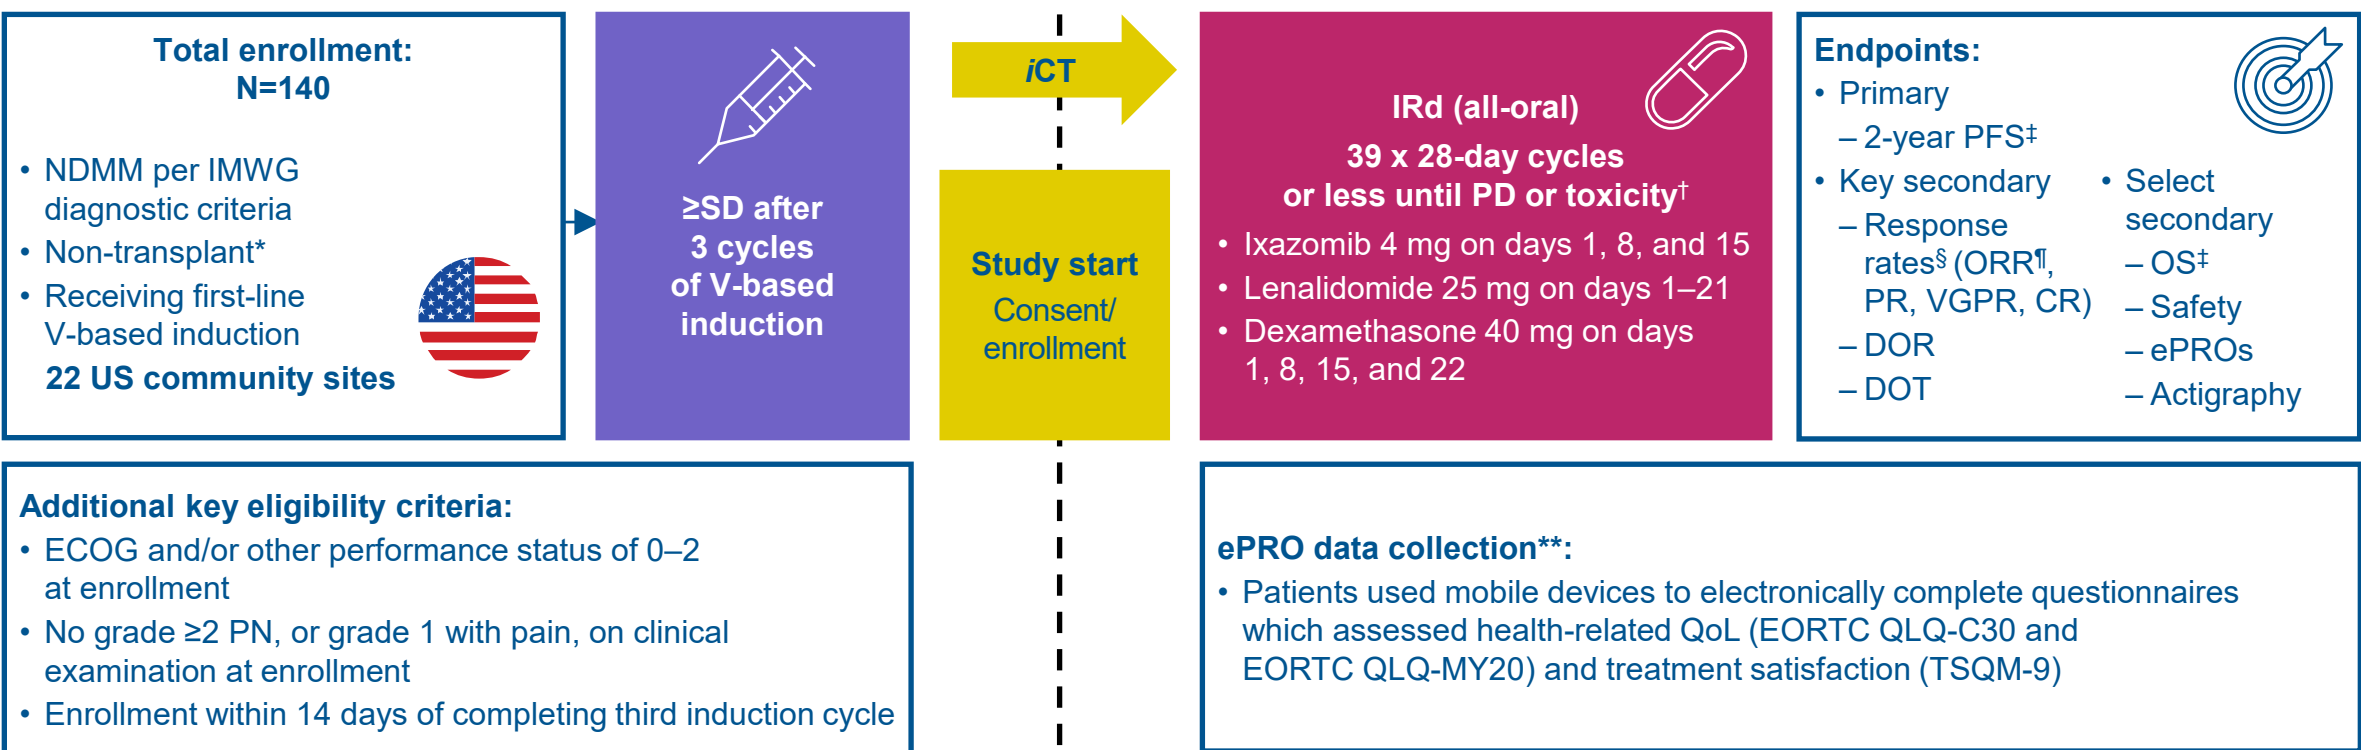 Total enrollment:
N=140
• NDMM per IMWG
diagnostic criteria
• Non-transplant*
• Receiving first-line
V-based induction
22 US community sites
≥SD after
3 cycles
of V-based
induction
iCT
Study start
Consent/
enrollment
IRd (all-oral)
39 x 28-day cycles
or less until PD or toxicity†
• Ixazomib 4 mg on days 1, 8, and 15
• Lenalidomide 25 mg on days 1–21
• Dexamethasone 40 mg on days
1, 8, 15, and 22
Endpoints:
• Primary
– 2-year PFS‡
• Key secondary
– Response
rates§ (ORR¶,
PR, VGPR, CR)
– DOR
– DOT
• Select
secondary
– OS‡
– Safety
– ePROs
– Actigraphy
Additional key eligibility criteria:
• ECOG and/or other performance status of 0–2
at enrollment
• No grade ≥2 PN, or grade 1 with pain, on clinical
examination at enrollment
• Enrollment within 14 days of completing third induction cycle
ePRO data collection**:
• Patients used mobile devices to electronically complete questionnaires
which assessed health-related QoL (EORTC QLQ-C30 and
EORTC QLQ-MY20) and treatment satisfaction (TSQM-9)